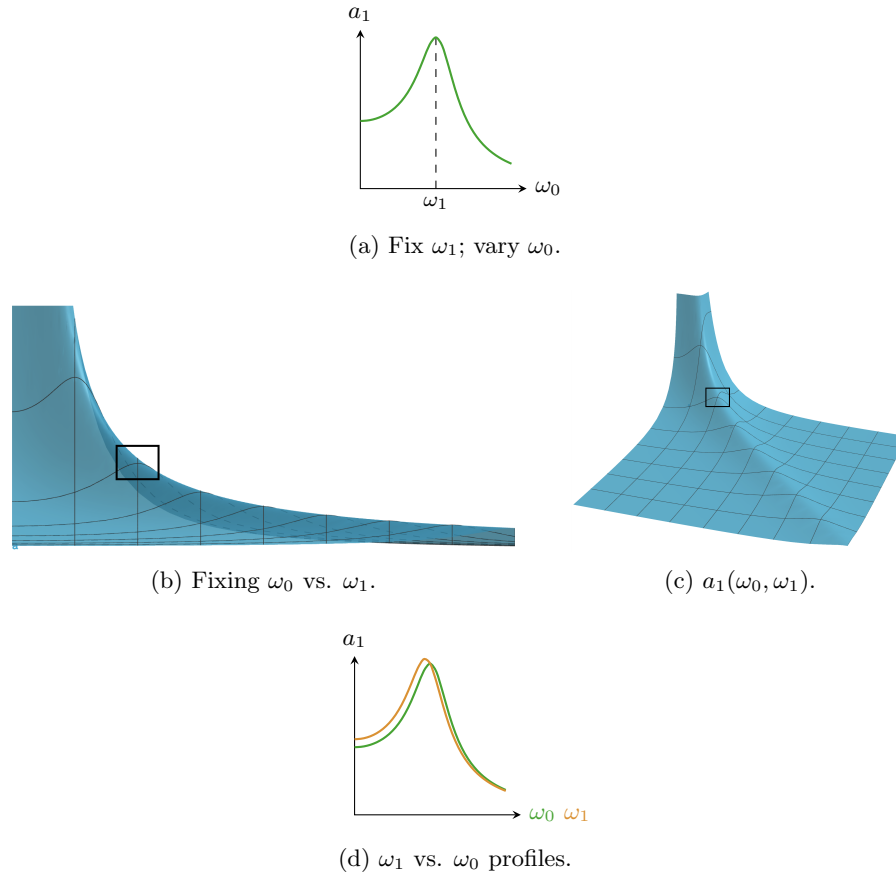 a₁
ω₀
ω₁
(a) Fix ω₁; vary ω₀.
(b) Fixing ω₀ vs. ω₁.
(c) a₁(ω₀, ω₁).
a₁
ω₀ ω₁
(d) ω₁ vs. ω₀ profiles.